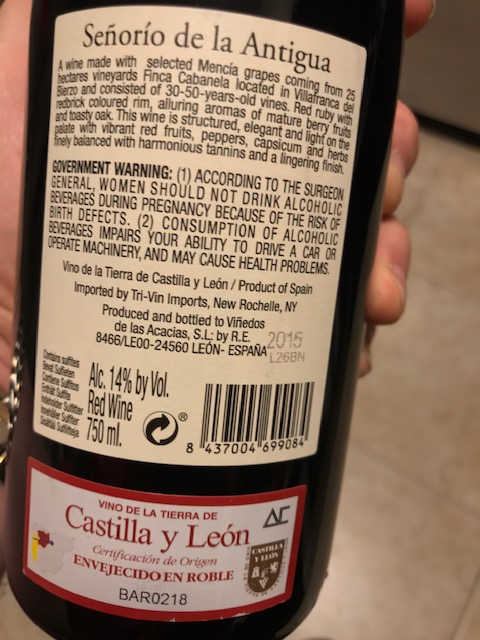 Señorío de la Antigua
A wine made with selected Mencía grapes coming from 25
hectares vineyards Finca Cabanela located in Villafranca del
Bierzo and consisted of 30-50-years-old vines. Red ruby with
redbrick coloured rim, alluring aromas of mature berry fruits
and toasty oak. This wine is structured, elegant and light on the
palate with vibrant red fruits, peppers, capsicum and herbs
finely balanced with harmonious tannins and a lingering finish.
GOVERNMENT WARNING: (1) ACCORDING TO THE SURGEON
GENERAL, WOMEN SHOULD NOT DRINK ALCOHOLIC
BEVERAGES DURING PREGNANCY BECAUSE OF THE RISK OF
BIRTH DEFECTS. (2) CONSUMPTION OF ALCOHOLIC
BEVERAGES IMPAIRS YOUR ABILITY TO DRIVE A CAR OR
OPERATE MACHINERY, AND MAY CAUSE HEALTH PROBLEMS.
Vino de la Tierra de Castilla y León / Product of Spain
Imported by Tri-Vin Imports, New Rochelle, NY
Produced and bottled to Viñedos
de las Acacias, S.L; by R.E.
8466/LE00-24560 LEÓN- ESPAÑA
2015
L26BN
Contains sulfites
Bevat Sulfieten
Contiene Sulfitos
Enthält Sulfite
Innehåller Sulfiter
Alc. 14% by Vol.
Red Wine
750 ml.
®
8 437004 699084
VINO DE LA TIERRA DE
Castilla y León
Certificación de Origen
ENVEJECIDO EN ROBLE
BAR0218
CASTILLA
Y LEÓN